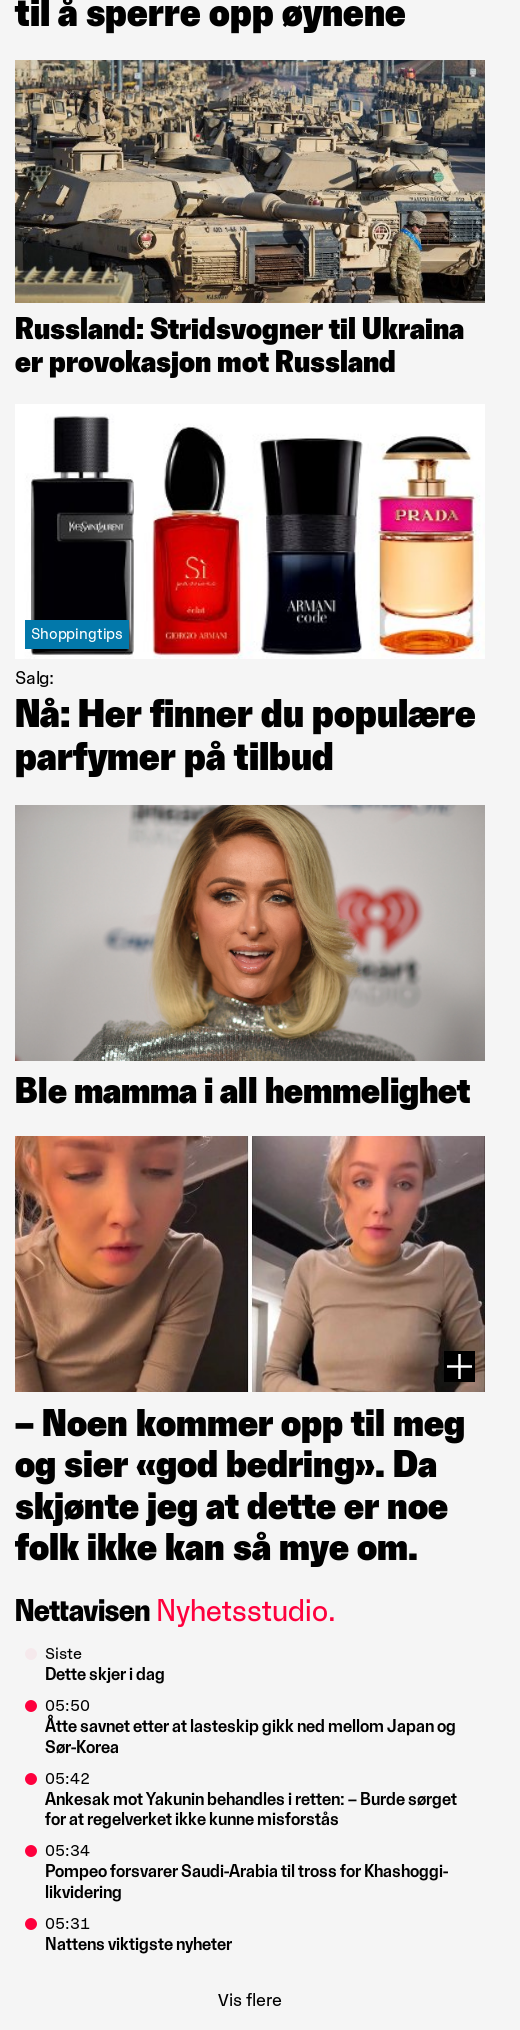 til å sperre opp øynene
Russland: Stridsvogner til Ukraina
er provokasjon mot Russland
YVESSAINTLAURENT
Sì
passione
éclat
GIORGIO ARMANI
ARMANI
code
PRADA
Shoppingtips
Salg:
Nå: Her finner du populære
parfymer på tilbud
Ble mamma i all hemmelighet
– Noen kommer opp til meg
og sier «god bedring». Da
skjønte jeg at dette er noe
folk ikke kan så mye om.
Nettavisen Nyhetsstudio.
Siste
Dette skjer i dag
05:50
Åtte savnet etter at lasteskip gikk ned mellom Japan og
Sør-Korea
05:42
Ankesak mot Yakunin behandles i retten: – Burde sørget
for at regelverket ikke kunne misforstås
05:34
Pompeo forsvarer Saudi-Arabia til tross for Khashoggi-
likvidering
05:31
Nattens viktigste nyheter
Vis flere